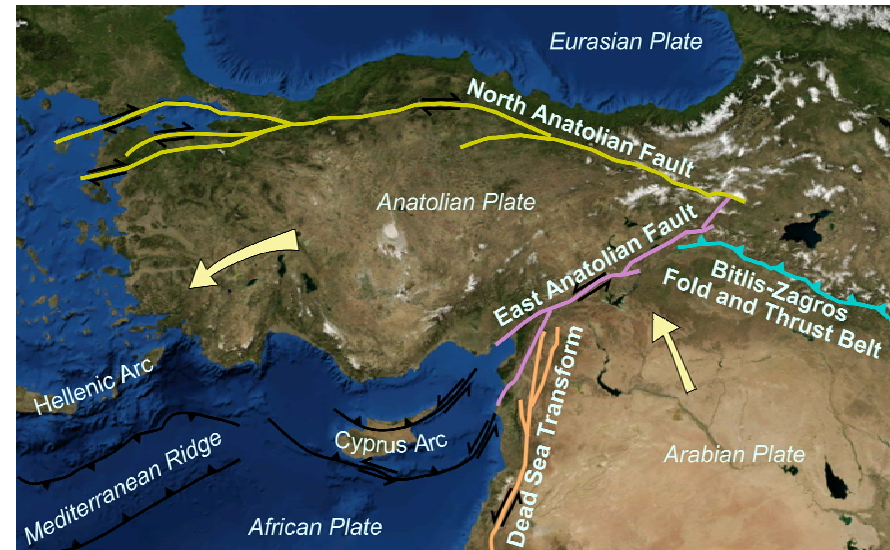 Eurasian Plate
North Anatolian Fault
Anatolian Plate
East Anatolian Fault
Bitlis-Zagros
Fold and Thrust Belt
Hellenic Arc
Cyprus Arc
Dead Sea Transform
Arabian Plate
Mediterranean Ridge
African Plate